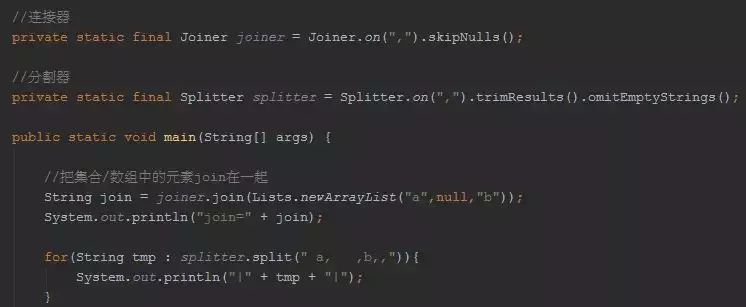 //连接器
private static final Joiner joiner = Joiner.on(",").skipNulls();
//分割器
private static final Splitter splitter = Splitter.on(",").trimResults().omitEmptyStrings();
public static void main(String[] args) {
//把集合/数组中的元素join在一起
String join = joiner.join(Lists.newArrayList("a",null,"b"));
System.out.println("join=" + join);
for(String tmp : splitter.split(" a,   ,b,,")){
System.out.println("|" + tmp + "|");
}